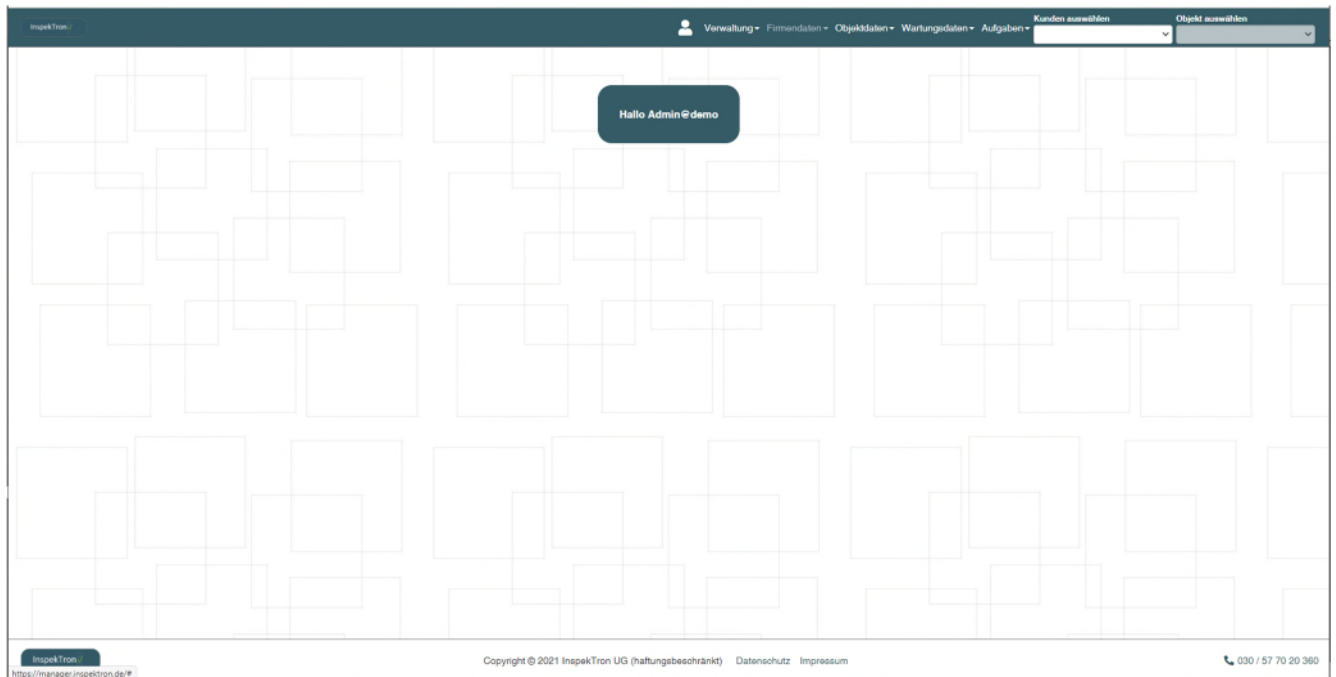 InspekTron//
Verwaltung Firmendaten Objektdaten Wartungsdaten Aufgaben Kunden auswählen Objekt auswählen
Hallo Admin@demo
InspekTron//
Copyright © 2021 InspekTron UG (haftungsbeschränkt) Datenschutz Impressum 030 / 57 70 20 360
https://manager.inspektron.de/#